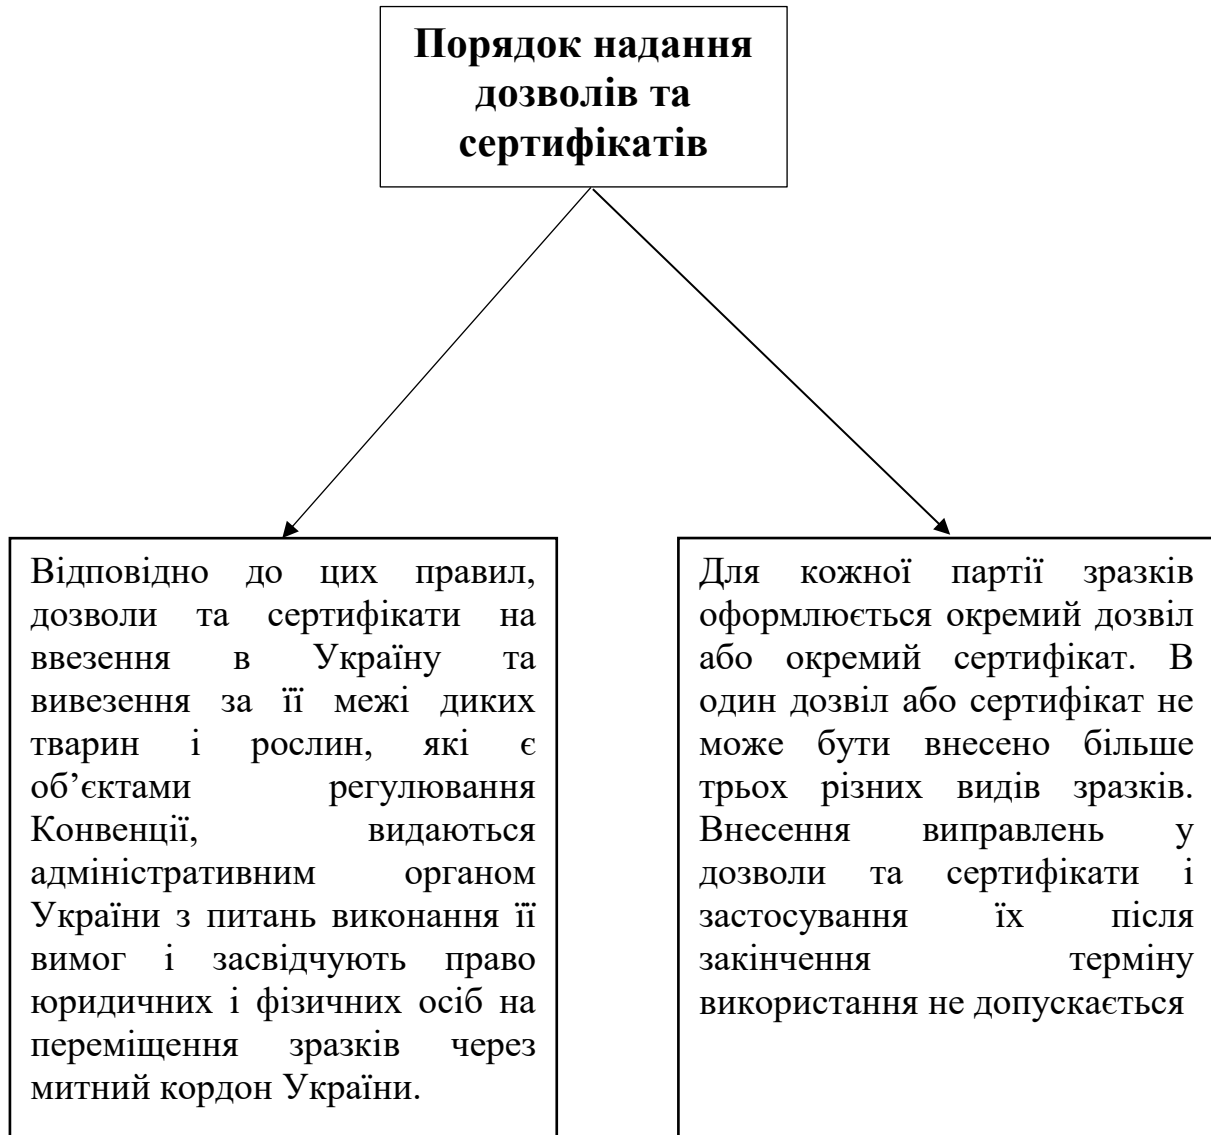 Порядок надання
дозволів та
сертифікатів
Відповідно до цих правил,
дозволи та сертифікати на
ввезення в Україну та
вивезення за її межі диких
тварин і рослин, які є
об’єктами регулювання
Конвенції, видаються
адміністративним органом
України з питань виконання її
вимог і засвідчують право
юридичних і фізичних осіб на
переміщення зразків через
митний кордон України.
Для кожної партії зразків
оформлюється окремий дозвіл
або окремий сертифікат. В
один дозвіл або сертифікат не
може бути внесено більше
трьох різних видів зразків.
Внесення виправлень у
дозволи та сертифікати і
застосування їх після
закінчення терміну
використання не допускається